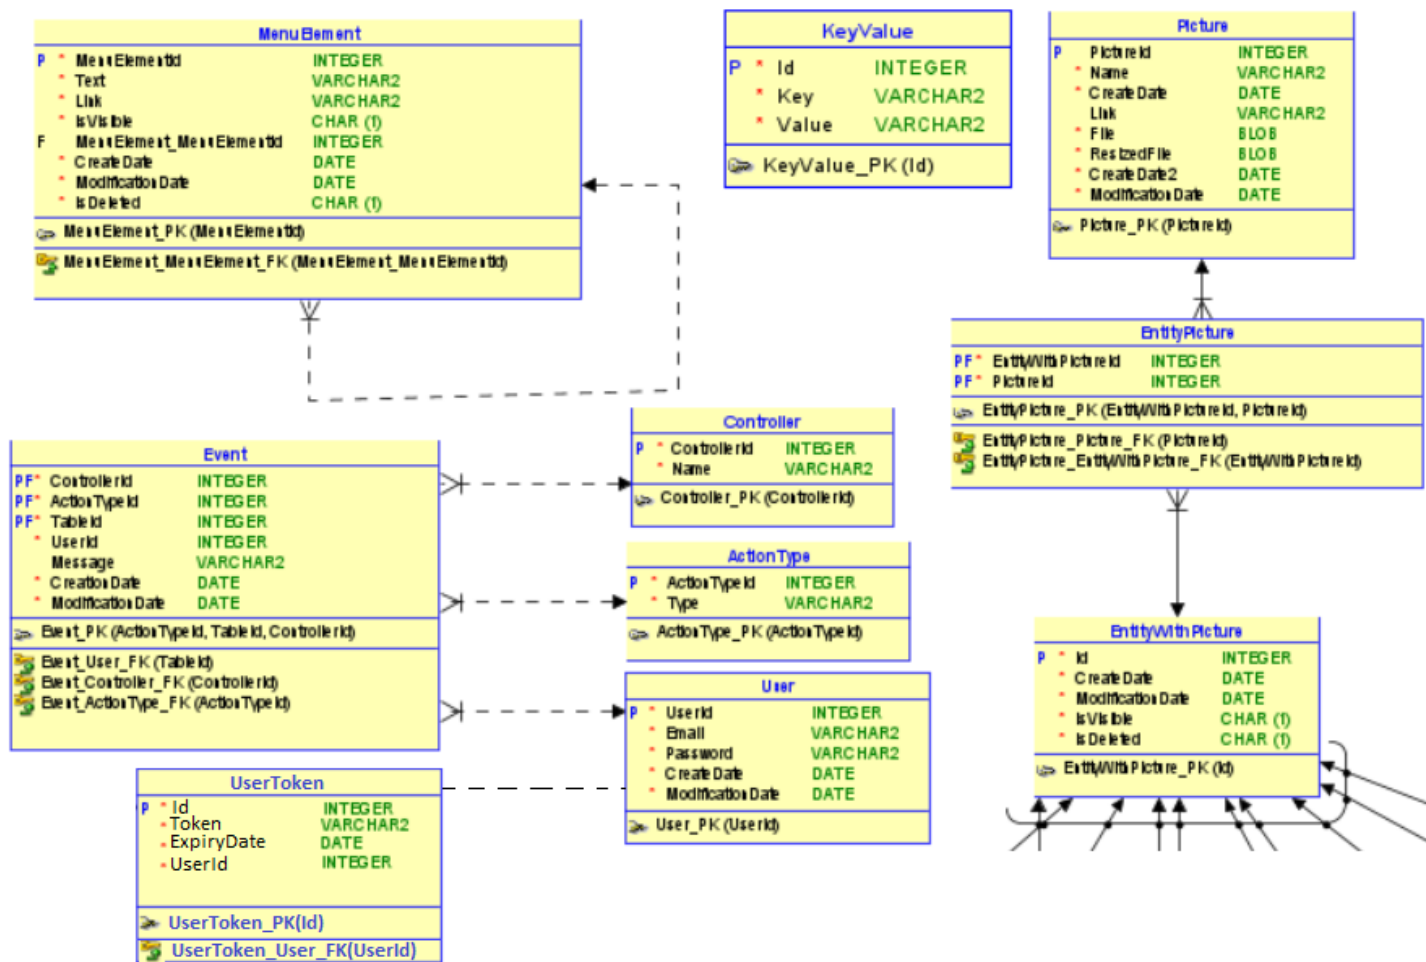 MenuElement
P * MenuElementId INTEGER
* Text VARCHAR2
* Link VARCHAR2
* IsVisible CHAR (1)
F MenuElement_MenuElementId INTEGER
* CreateDate DATE
* ModificationDate DATE
* IsDeleted CHAR (1)
MenuElement_PK (MenuElementId)
MenuElement_MenuElement_FK (MenuElement_MenuElementId)
KeyValue
P * Id INTEGER
* Key VARCHAR2
* Value VARCHAR2
KeyValue_PK (Id)
Picture
P PictureId INTEGER
* Name VARCHAR2
* CreateDate DATE
Link VARCHAR2
* File BLOB
* ResizedFile BLOB
* CreateDate2 DATE
* ModificationDate DATE
Picture_PK (PictureId)
EntityPicture
PF * EntityWithPictureId INTEGER
PF * PictureId INTEGER
EntityPicture_PK (EntityWithPictureId, PictureId)
EntityPicture_Picture_FK (PictureId)
EntityPicture_EntityWithPicture_FK (EntityWithPictureId)
Controller
P * ControllerId INTEGER
* Name VARCHAR2
Controller_PK (ControllerId)
Event
PF* ControllerId INTEGER
PF* ActionTypeId INTEGER
PF* TableId INTEGER
* UserId INTEGER
Message VARCHAR2
* CreationDate DATE
* ModificationDate DATE
Event_PK (ActionTypeId, TableId, ControllerId)
Event_User_FK (TableId)
Event_Controller_FK (ControllerId)
Event_ActionType_FK (ActionTypeId)
ActionType
P * ActionTypeId INTEGER
* Type VARCHAR2
ActionType_PK (ActionTypeId)
User
P * UserId INTEGER
* Email VARCHAR2
* Password VARCHAR2
* CreateDate DATE
* ModificationDate DATE
User_PK (UserId)
EntityWithPicture
P * Id INTEGER
* CreateDate DATE
* ModificationDate DATE
* IsVisible CHAR (1)
* IsDeleted CHAR (1)
EntityWithPicture_PK (Id)
UserToken
P * Id INTEGER
* Token VARCHAR2
* ExpiryDate DATE
* UserId INTEGER
UserToken_PK(Id)
UserToken_User_FK(UserId)